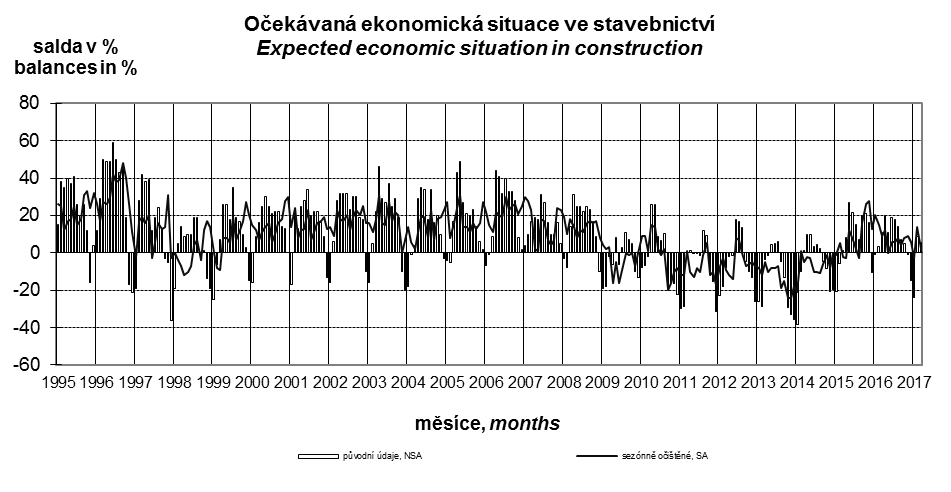 Očekávaná ekonomická situace ve stavebnictví
Expected economic situation in construction
salda v %
balances in %
80
60
40
20
0
-20
-40
-60
1995 1996 1997 1998 1999 2000 2001 2002 2003 2004 2005 2006 2007 2008 2009 2010 2011 2012 2013 2014 2015 2016 2017
měsíce, months
původní údaje, NSA
sezónně očištěné, SA